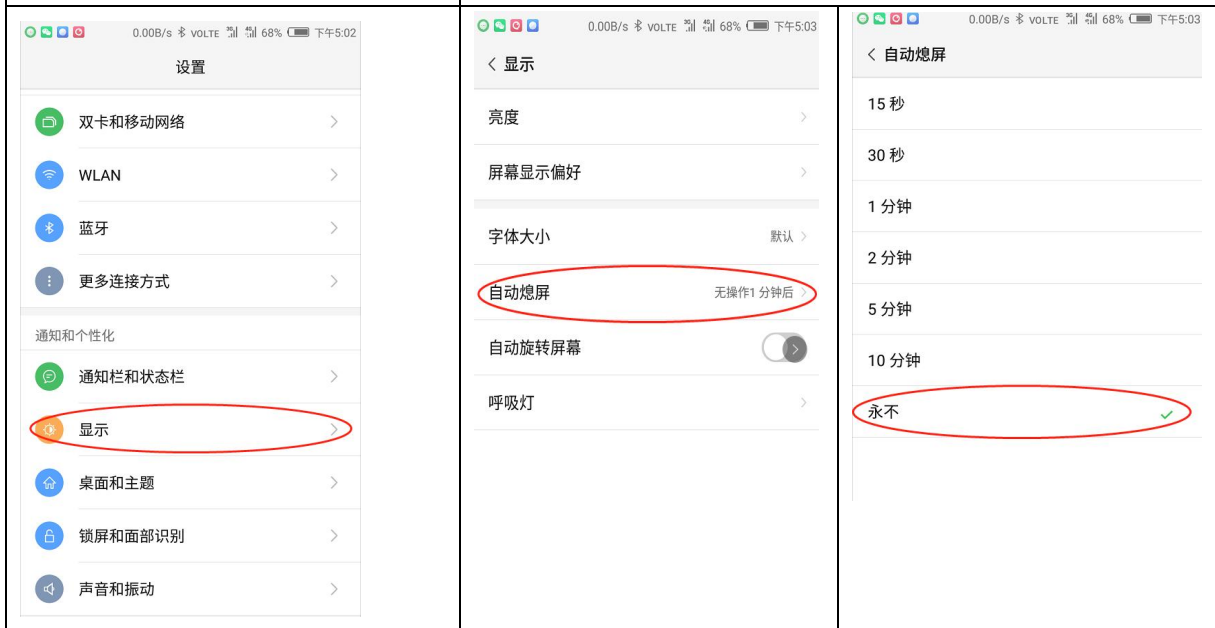 0.00B/s VOLTE 3G 4G 68% 下午5:02
设置
双卡和移动网络
WLAN
蓝牙
更多连接方式
通知和个性化
通知栏和状态栏
显示
桌面和主题
锁屏和面部识别
声音和振动
0.00B/s VOLTE 3G 4G 68% 下午5:03
显示
亮度
屏幕显示偏好
字体大小 默认
自动熄屏 无操作1 分钟后
自动旋转屏幕
呼吸灯
0.00B/s VOLTE 3G 4G 68% 下午5:03
自动熄屏
15 秒
30 秒
1 分钟
2 分钟
5 分钟
10 分钟
永不